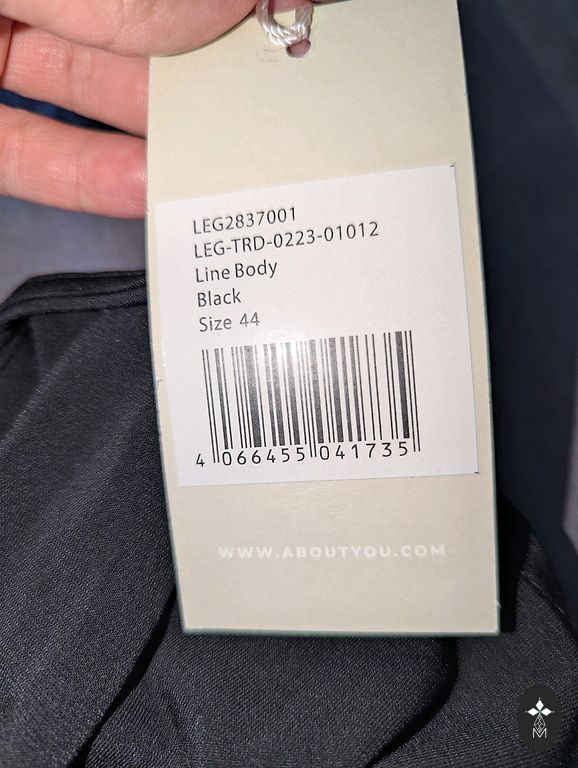 LEG2837001
LEG-TRD-0223-01012
Line Body
Black
Size 44
4 066455 041735
WWW.ABOUTYOU.COM
M